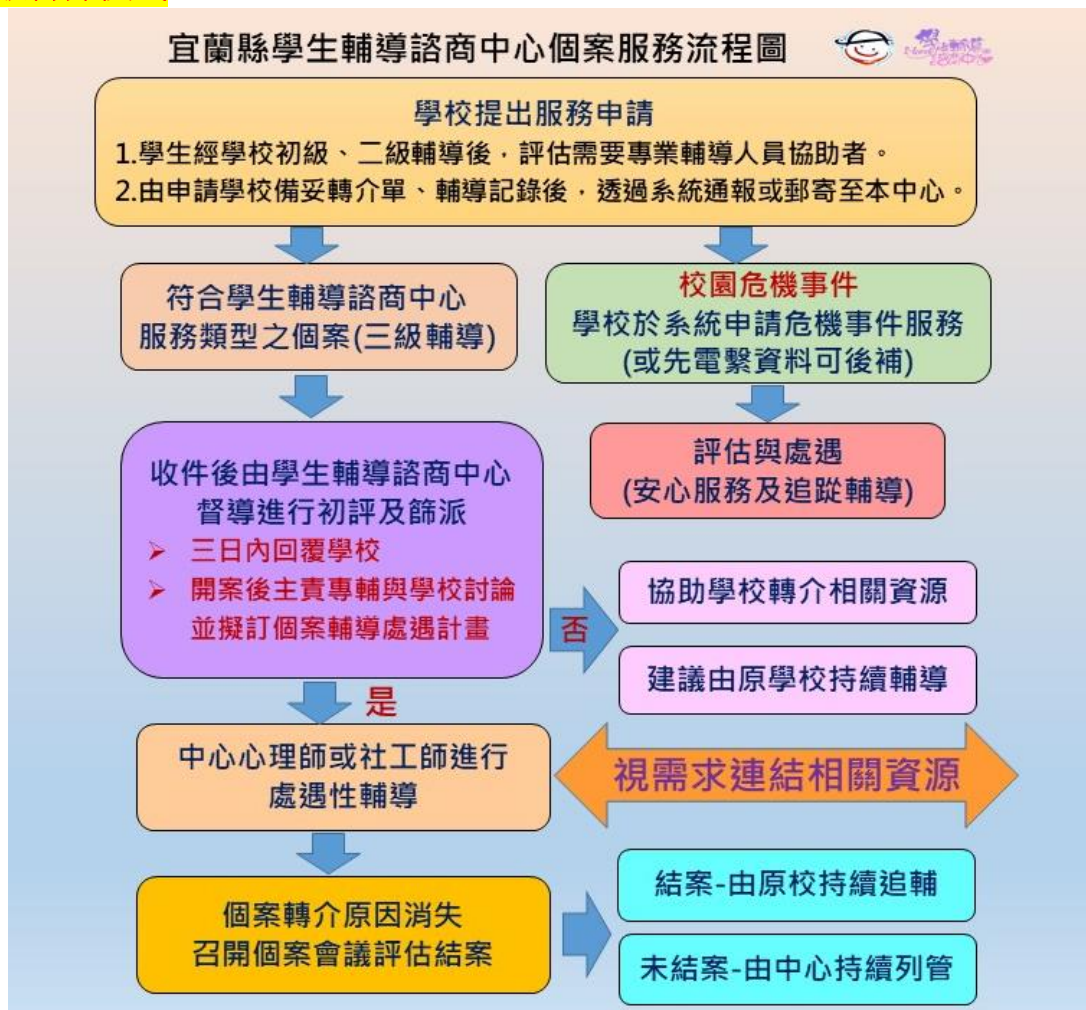 宜蘭縣學生輔導諮商中心個案服務流程圖
學校提出服務申請
1.學生經學校初級、二級輔導後，評估需要專業輔導人員協助者。
2.由申請學校備妥轉介單、輔導記錄後，透過系統通報或郵寄至本中心。
符合學生輔導諮商中心
服務類型之個案(三級輔導)
校園危機事件
學校於系統申請危機事件服務
(或先電繫資料可後補)
評估與處遇
(安心服務及追蹤輔導)
收件後由學生輔導諮商中心
督導進行初評及篩派
➢ 三日內回覆學校
➢ 開案後主責專輔與學校討論
並擬訂個案輔導處遇計畫
否
協助學校轉介相關資源
建議由原學校持續輔導
是
中心心理師或社工師進行
處遇性輔導
視需求連結相關資源
個案轉介原因消失
召開個案會議評估結案
結案-由原校持續追輔
未結案-由中心持續列管